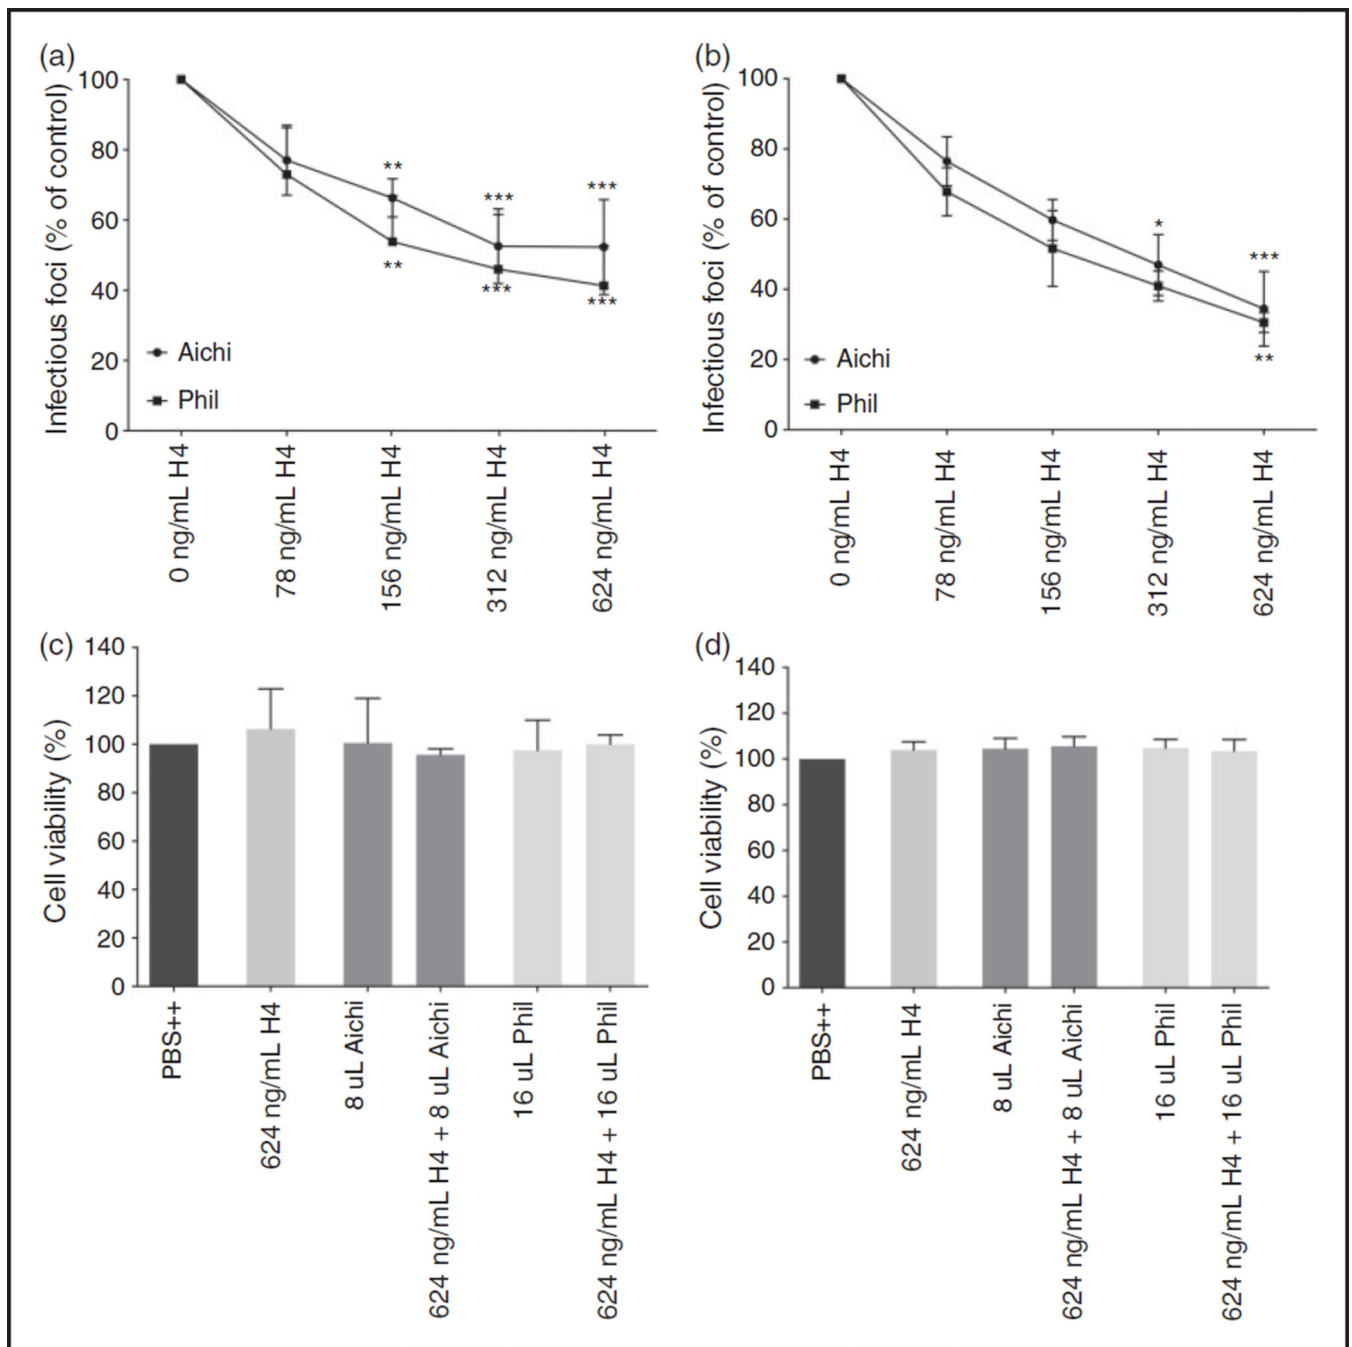 (a)
Infectious foci (% of control)
100
80
60
40
20
0
**
***
***
**
***
***
Aichi
Phil
0 ng/mL H4
78 ng/mL H4
156 ng/mL H4
312 ng/mL H4
624 ng/mL H4
(b)
Infectious foci (% of control)
100
80
60
40
20
0
*
***
**
Aichi
Phil
0 ng/mL H4
78 ng/mL H4
156 ng/mL H4
312 ng/mL H4
624 ng/mL H4
(c)
Cell viability (%)
140
120
100
80
60
40
20
0
PBS++
624 ng/mL H4
8 uL Aichi
624 ng/mL H4 + 8 uL Aichi
16 uL Phil
624 ng/mL H4 + 16 uL Phil
(d)
Cell viability (%)
140
120
100
80
60
40
20
0
PBS++
624 ng/mL H4
8 uL Aichi
624 ng/mL H4 + 8 uL Aichi
16 uL Phil
624 ng/mL H4 + 16 uL Phil